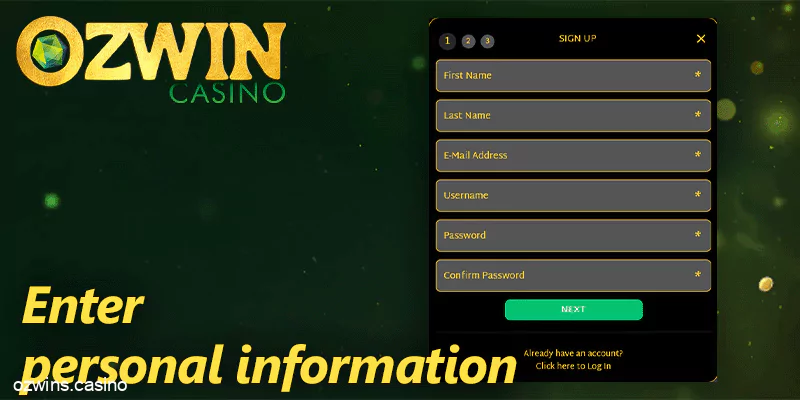 OZWIN
CASINO
1 2 3
SIGN UP
×
First Name *
Last Name *
E-Mail Address *
Username *
Password *
Confirm Password *
NEXT
Already have an account?
Click here to Log In
Enter
personal information
ozwins.casino